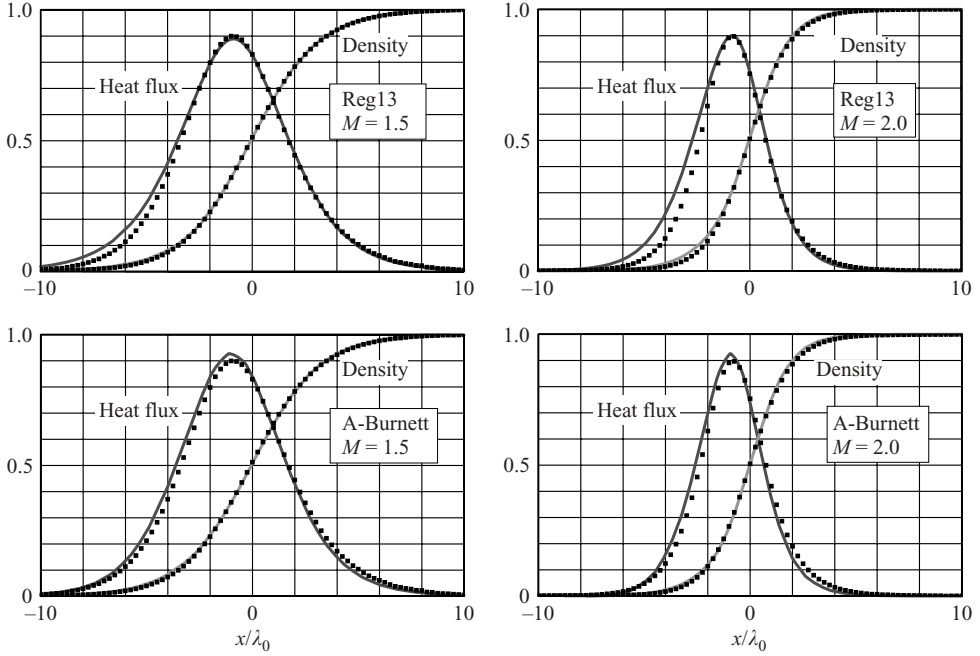 1.0
Density
Heat flux
Reg13
M = 1.5
0.5
0
–10
0
10
x/λ0
1.0
Density
Heat flux
Reg13
M = 2.0
0.5
0
–10
0
10
x/λ0
1.0
Density
Heat flux
A-Burnett
M = 1.5
0.5
0
–10
0
10
x/λ0
1.0
Density
Heat flux
A-Burnett
M = 2.0
0.5
0
–10
0
10
x/λ0